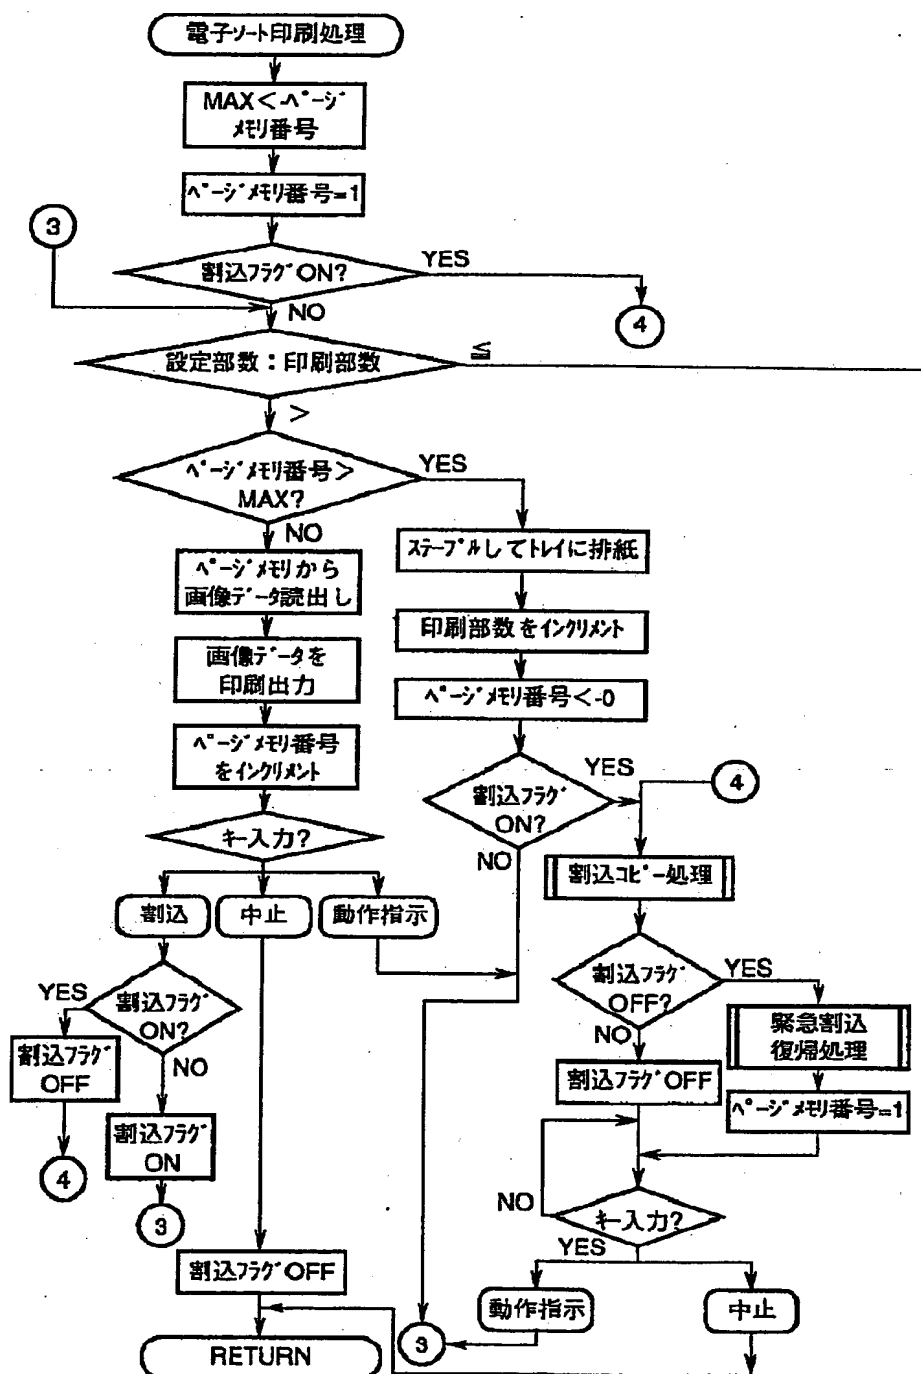 電子ソート印刷処理
MAX<-ページ
メモリ番号
ページメモリ番号=1
3
割込フラグON?
YES
NO
4
設定部数:印刷部数
≦
>
ページメモリ番号>
MAX?
YES
NO
ステープルしてトレイに排紙
ページメモリから
画像データ読出し
印刷部数をインクリメント
画像データを
印刷出力
ページメモリ番号<-0
ページメモリ番号
をインクリメント
割込フラグ
ON?
YES
NO
4
キー入力?
割込コピー処理
割込
中止
動作指示
割込フラグ
OFF?
YES
NO
割込フラグ
ON?
YES
NO
緊急割込
復帰処理
割込フラグ
OFF
割込フラグOFF
ページメモリ番号=1
割込フラグ
ON
4
3
キー入力?
NO
YES
割込フラグOFF
動作指示
中止
3
RETURN